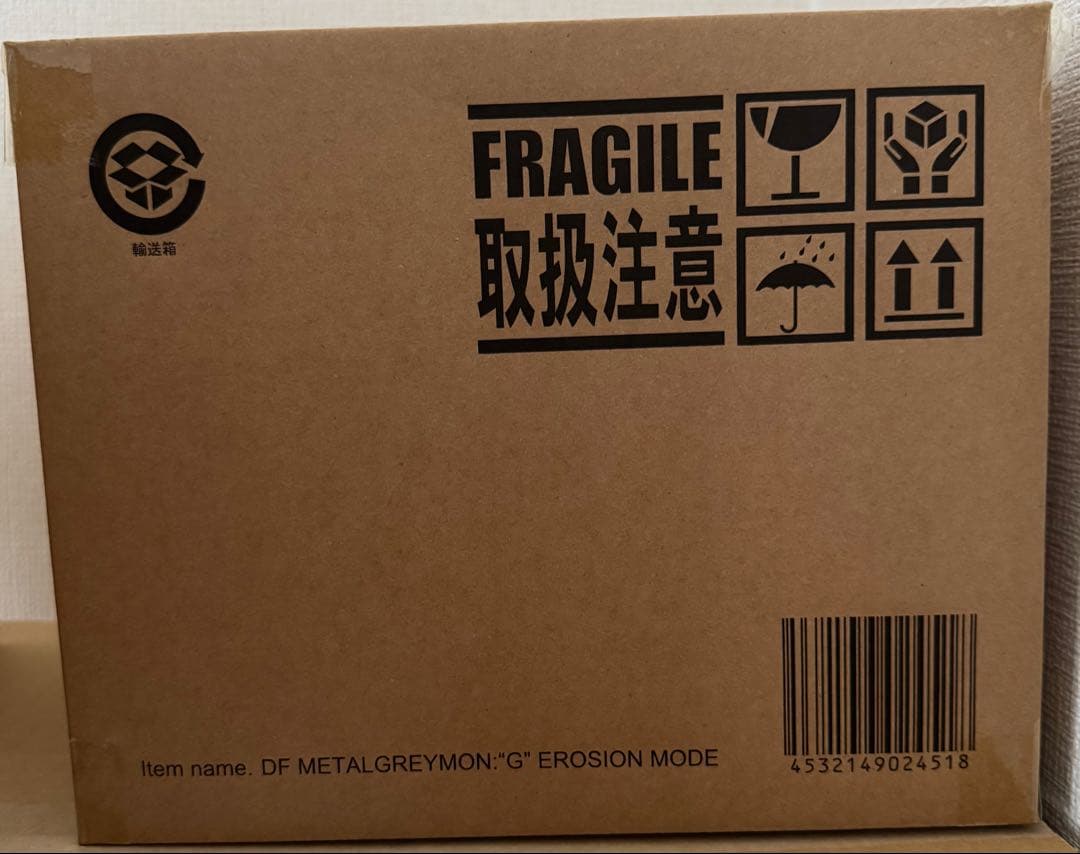 FRAGILE
取扱注意
輸送箱
Item name. DF METALGREYMON:“G” EROSION MODE
4532149024518